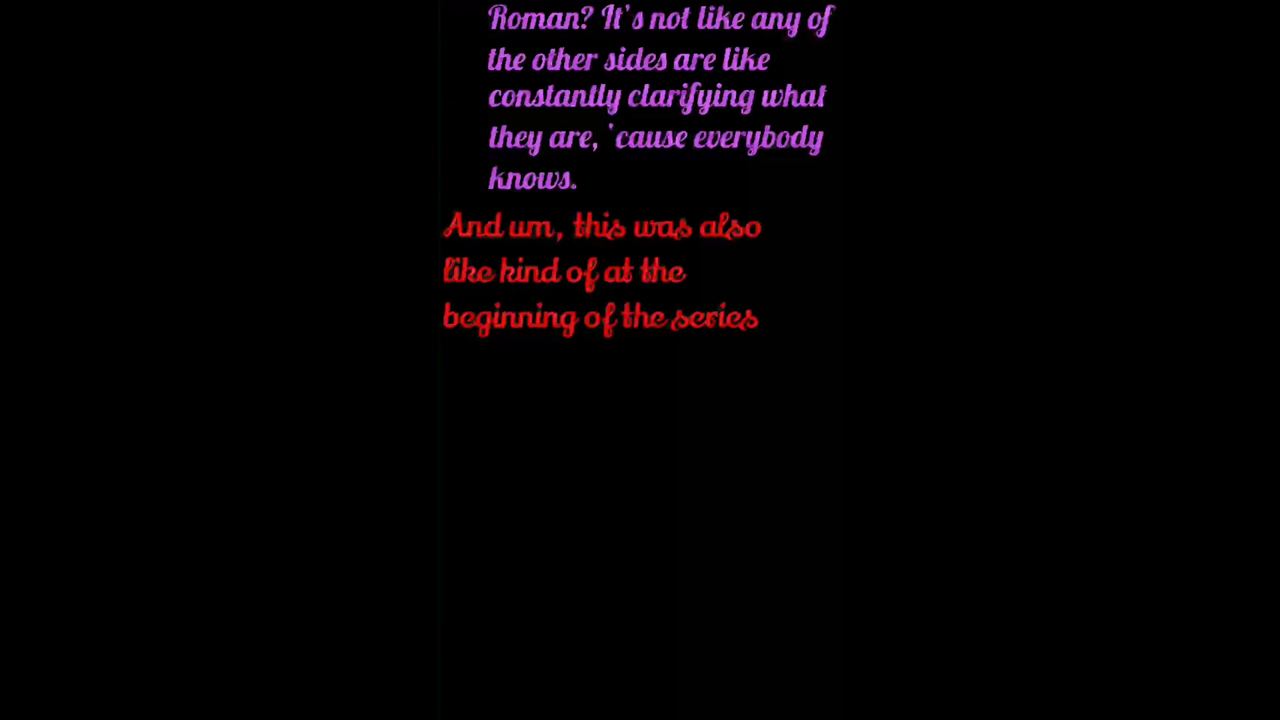 Roman? It's not like any of
the other sides are like
constantly clarifying what
they are, 'cause everybody
knows.
And um, this was also
like kind of at the
beginning of the series